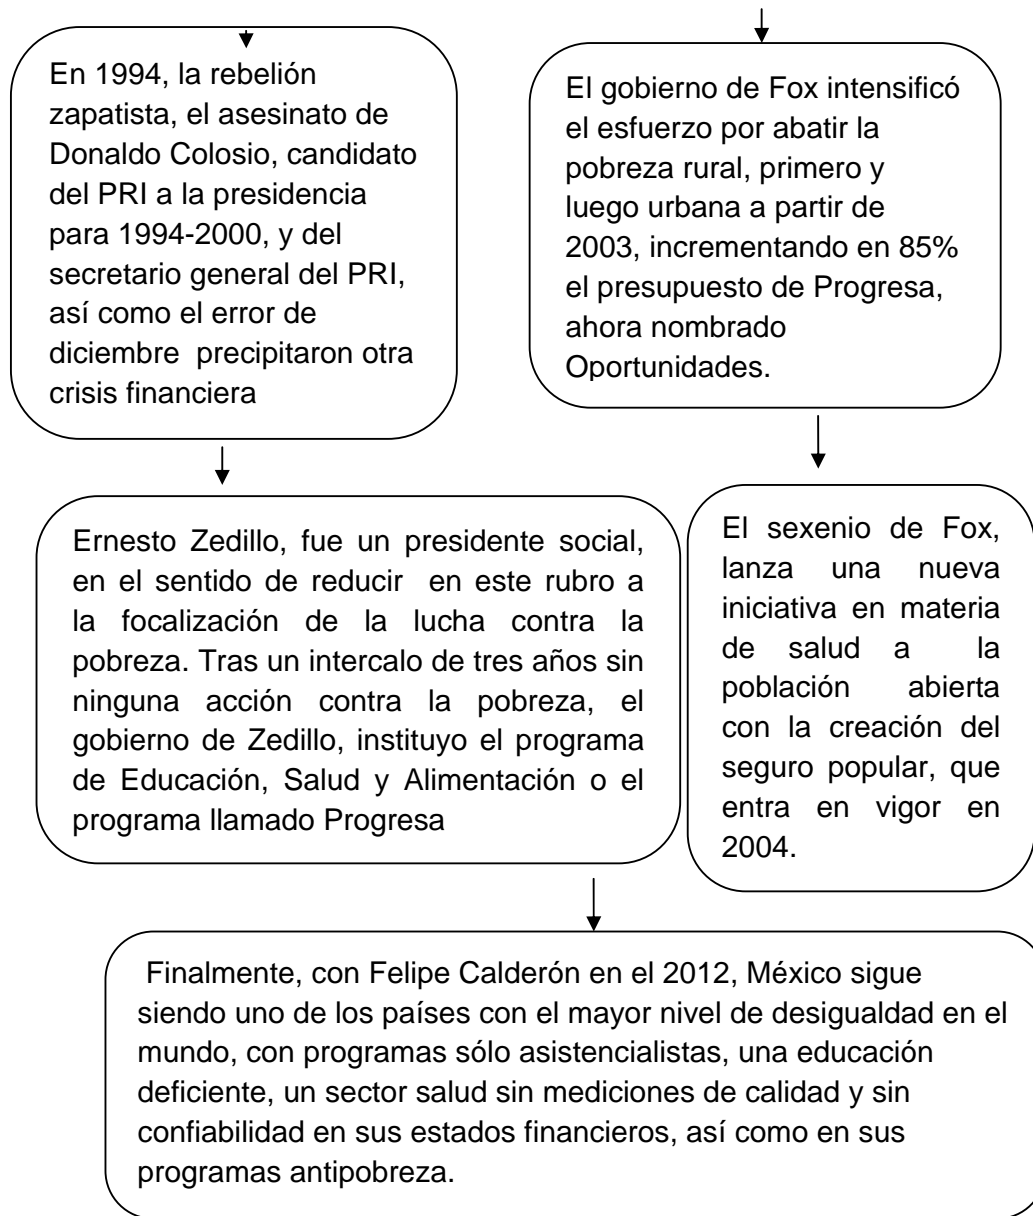 En 1994, la rebelión
zapatista, el asesinato de
Donaldo Colosio, candidato
del PRI a la presidencia
para 1994-2000, y del
secretario general del PRI,
así como el error de
diciembre precipitaron otra
crisis financiera
El gobierno de Fox intensificó
el esfuerzo por abatir la
pobreza rural, primero y
luego urbana a partir de
2003, incrementando en 85%
el presupuesto de Progresa,
ahora nombrado
Oportunidades.
Ernesto Zedillo, fue un presidente social,
en el sentido de reducir en este rubro a
la focalización de la lucha contra la
pobreza. Tras un intercalo de tres años sin
ninguna acción contra la pobreza, el
gobierno de Zedillo, instituyo el programa
de Educación, Salud y Alimentación o el
programa llamado Progresa
El sexenio de Fox,
lanza una nueva
iniciativa en materia
de salud a la
población abierta
con la creación del
seguro popular, que
entra en vigor en
2004.
Finalmente, con Felipe Calderón en el 2012, México sigue
siendo uno de los países con el mayor nivel de desigualdad en el
mundo, con programas sólo asistencialistas, una educación
deficiente, un sector salud sin mediciones de calidad y sin
confiabilidad en sus estados financieros, así como en sus
programas antipobreza.